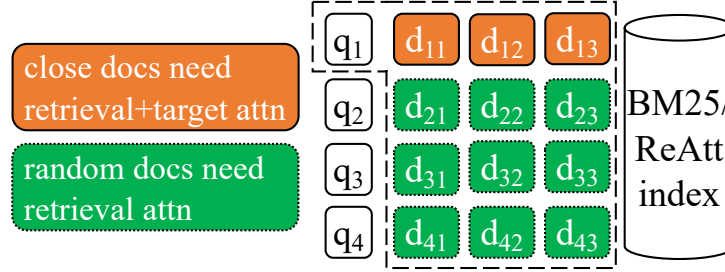 close docs need
retrieval+target attn
random docs need
retrieval attn
q₁ d₁₁ d₁₂ d₁₃
q₂ d₂₁ d₂₂ d₂₃
q₃ d₃₁ d₃₂ d₃₃
q₄ d₄₁ d₄₂ d₄₃
BM25/
ReAtt
index